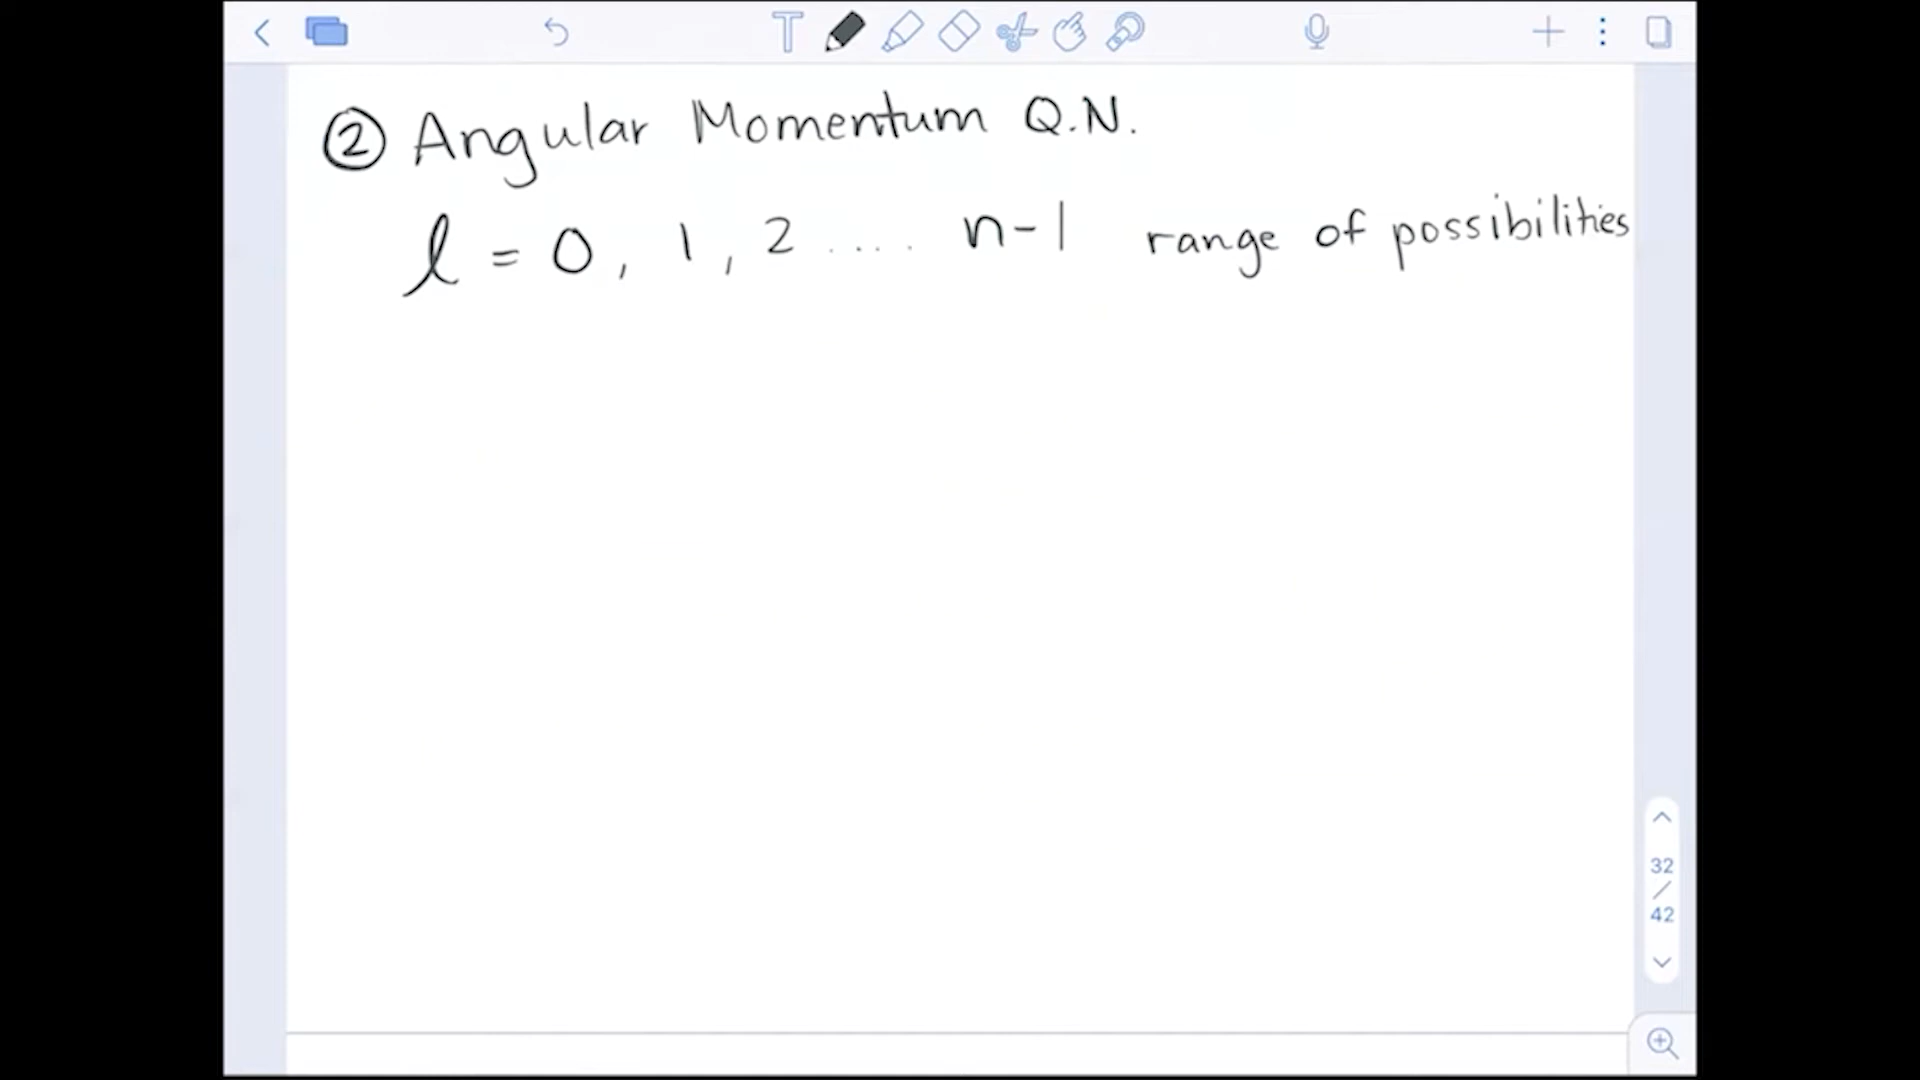 ② Angular Momentum Q.N.
l = 0, 1, 2 .... n-1 range of possibilities
32
/
42